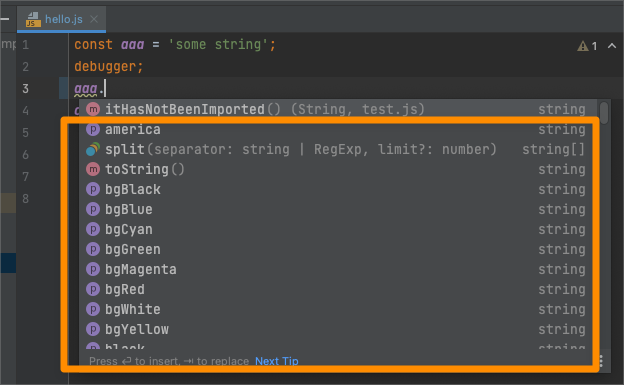 hello.js
JS
mp
1 const aaa = 'some string';
1
2 debugger;
3 aaa.
4
m itHasNotBeenImported() (String, test.js) string
p america string
5 split(separator: string | RegExp, limit?: number) string[]
6 m toString() string
7 p bgBlack string
8 p bgBlue string
p bgCyan string
p bgGreen string
p bgMagenta string
p bgRed string
p bgWhite string
p bgYellow string
p black string
Press ⏎ to insert, ⇥ to replace Next Tip